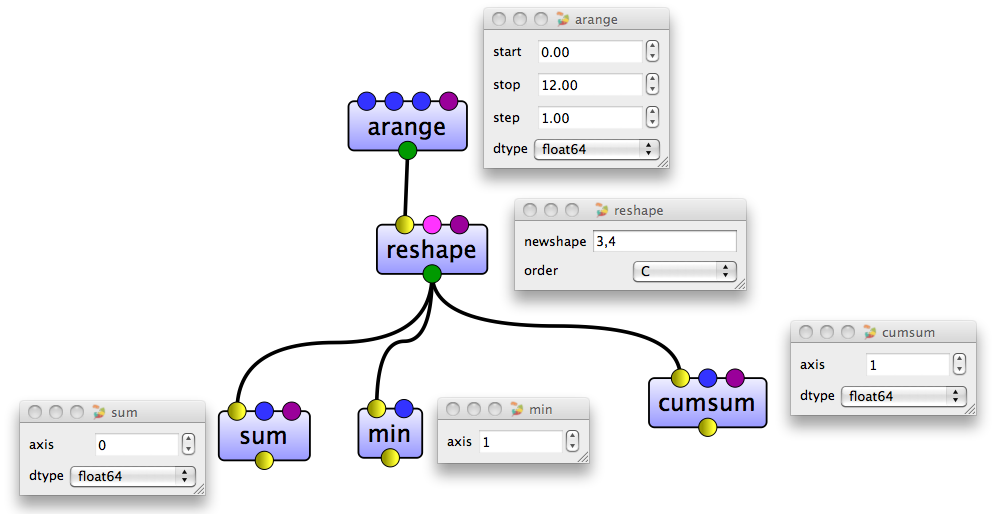 arange
start 0.00
stop 12.00
step 1.00
dtype float64
arange
reshape
newshape 3,4
order C
reshape
cumsum
axis 1
dtype float64
cumsum
sum
axis 0
dtype float64
sum
min
min
axis 1